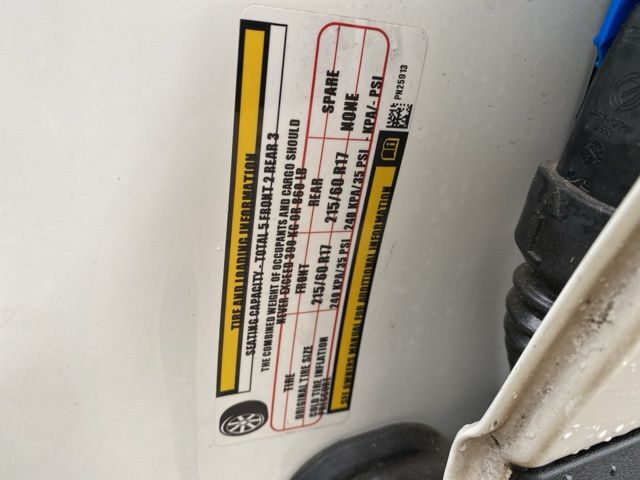 TIRE AND LOADING INFORMATION
SEATING CAPACITY - TOTAL 5 FRONT 2 REAR 3
THE COMBINED WEIGHT OF OCCUPANTS AND CARGO SHOULD
NEVER EXCEED 390 KG OR 860 LB
TIRE FRONT REAR SPARE
ORIGINAL TIRE SIZE 215/60 R17 215/60 R17 NONE
COLD TIRE INFLATION PRESSURE 240 KPA/35 PSI 240 KPA/35 PSI - KPA/- PSI
SEE OWNERS MANUAL FOR ADDITIONAL INFORMATION
PN25913